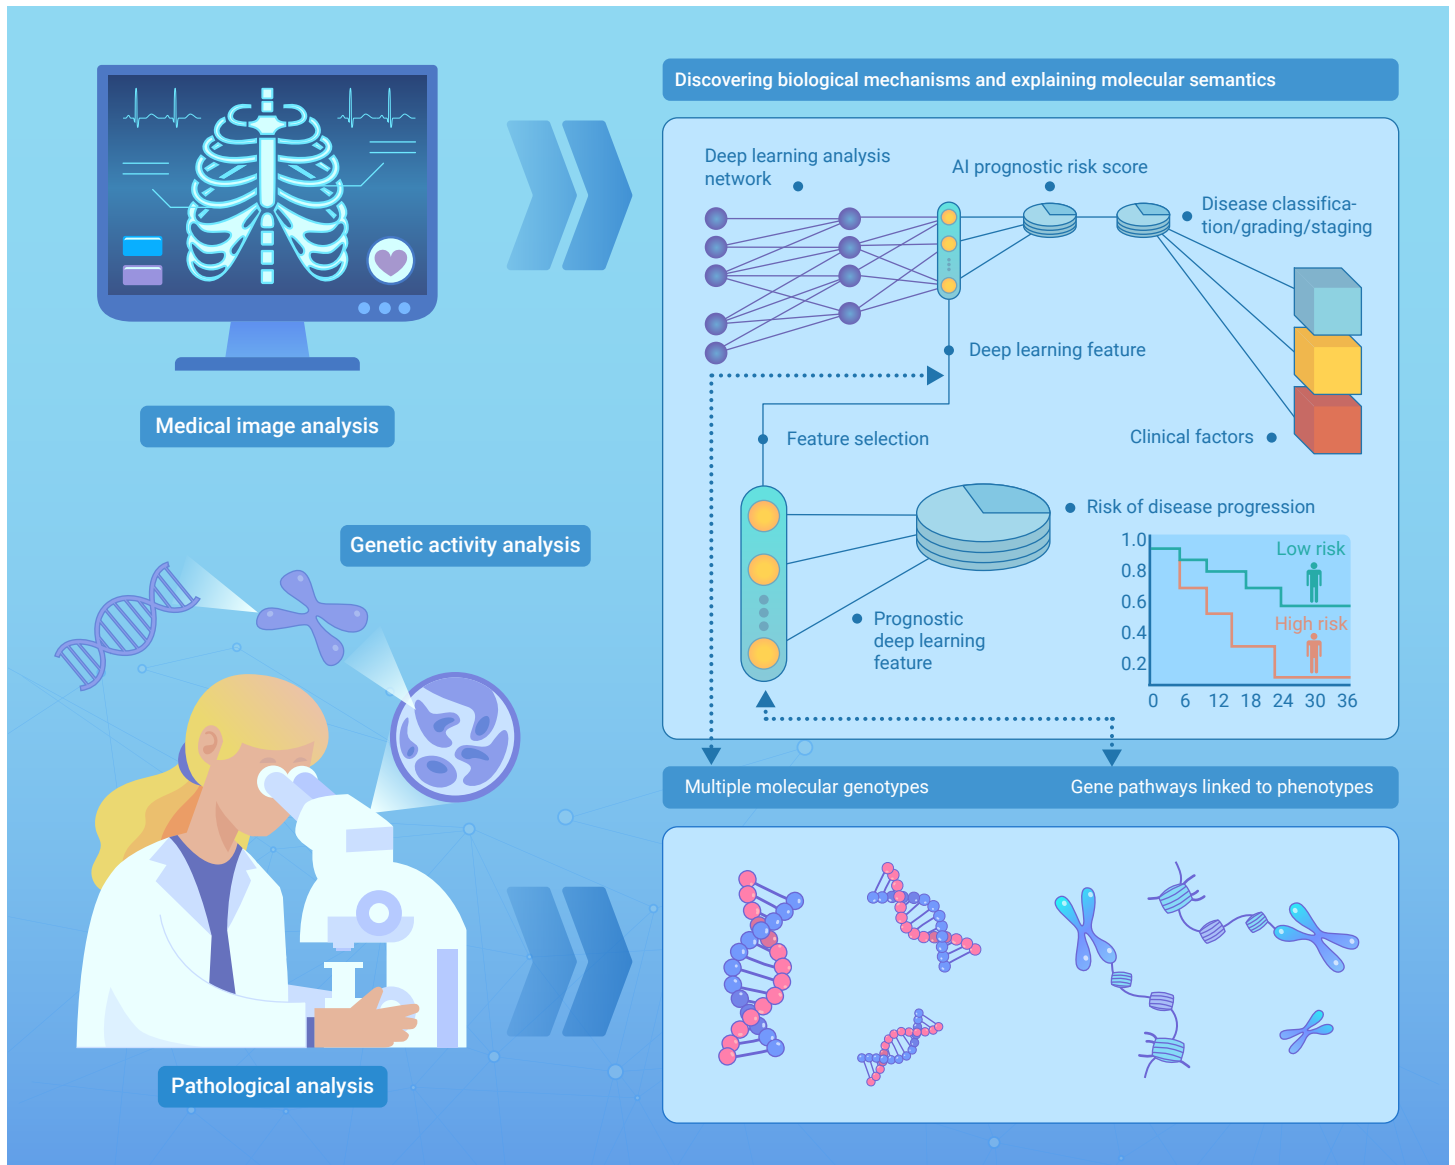 Discovering biological mechanisms and explaining molecular semantics
Deep learning analysis
network
AI prognostic risk score
Disease classifica-
tion/grading/staging
Deep learning feature
Clinical factors
Feature selection
Risk of disease progression
Prognostic
deep learning
feature
1.0
0.8
0.6
0.4
0.2
Low risk
High risk
0 6 12 18 24 30 36
Multiple molecular genotypes
Gene pathways linked to phenotypes
Medical image analysis
Genetic activity analysis
Pathological analysis